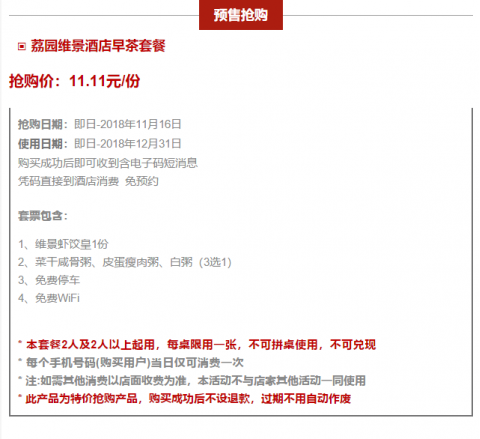 预售抢购
荔园维景酒店早茶套餐
抢购价：11.11元/份
抢购日期：即日-2018年11月16日
使用日期：即日-2018年12月31日
购买成功后即可收到含电子码短消息
凭码直接到酒店消费 免预约
套票包含：
1、维景虾饺皇1份
2、菜干咸骨粥、皮蛋瘦肉粥、白粥（3选1）
3、免费停车
4、免费WiFi
* 本套餐2人及2人以上起用，每桌限用一张，不可拼桌使用，不可兑现
* 每个手机号码(购买用户)当日仅可消费一次
* 注:如需其他消费以店面收费为准，本活动不与店家其他活动一同使用
* 此产品为特价抢购产品，购买成功后不设退款，过期不用自动作废